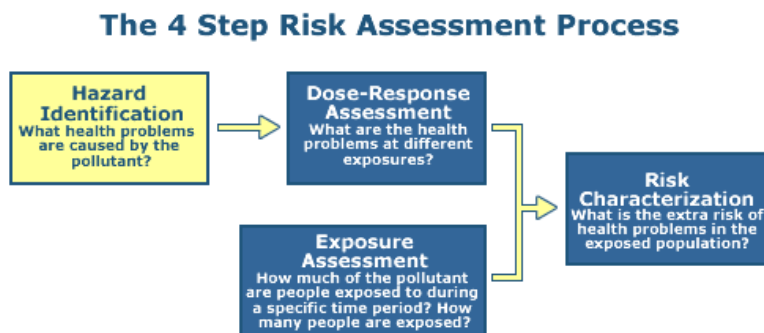 The 4 Step Risk Assessment Process
Hazard
Identification
What health problems
are caused by the
pollutant?
Dose-Response
Assessment
What are the health
problems at different
exposures?
Exposure
Assessment
How much of the pollutant
are people exposed to during
a specific time period? How
many people are exposed?
Risk
Characterization
What is the extra risk of
health problems in the
exposed population?